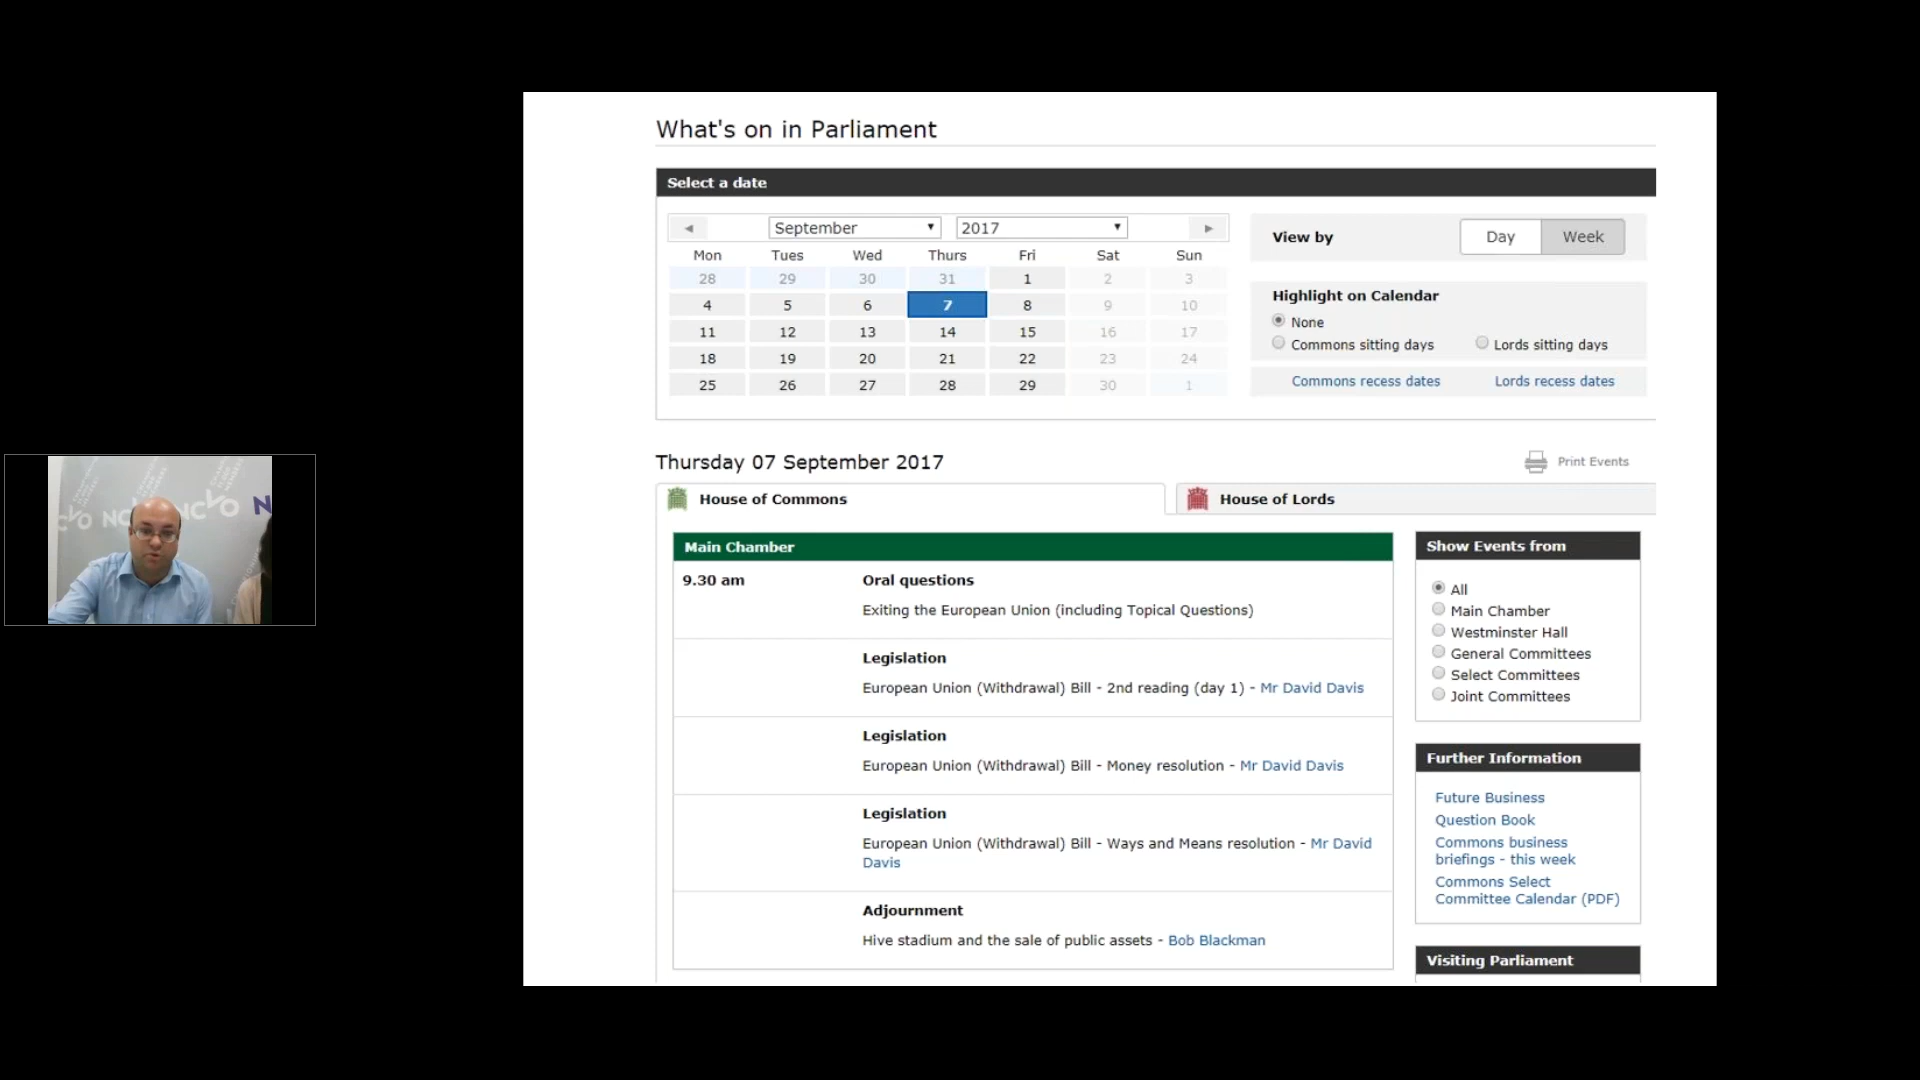 What's on in Parliament
Select a date
◄ September ▼ 2017 ▼ ►
Mon Tues Wed Thurs Fri Sat Sun
28 29 30 31 1 2 3
4 5 6 7 8 9 10
11 12 13 14 15 16 17
18 19 20 21 22 23 24
25 26 27 28 29 30 1
View by Day Week
Highlight on Calendar
None
Commons sitting days Lords sitting days
Commons recess dates Lords recess dates
Thursday 07 September 2017
Print Events
House of Commons House of Lords
Main Chamber
9.30 am Oral questions
Exiting the European Union (including Topical Questions)
Legislation
European Union (Withdrawal) Bill - 2nd reading (day 1) - Mr David Davis
Legislation
European Union (Withdrawal) Bill - Money resolution - Mr David Davis
Legislation
European Union (Withdrawal) Bill - Ways and Means resolution - Mr David
Davis
Adjournment
Hive stadium and the sale of public assets - Bob Blackman
Show Events from
All
Main Chamber
Westminster Hall
General Committees
Select Committees
Joint Committees
Further Information
Future Business
Question Book
Commons business
briefings - this week
Commons Select
Committee Calendar (PDF)
Visiting Parliament